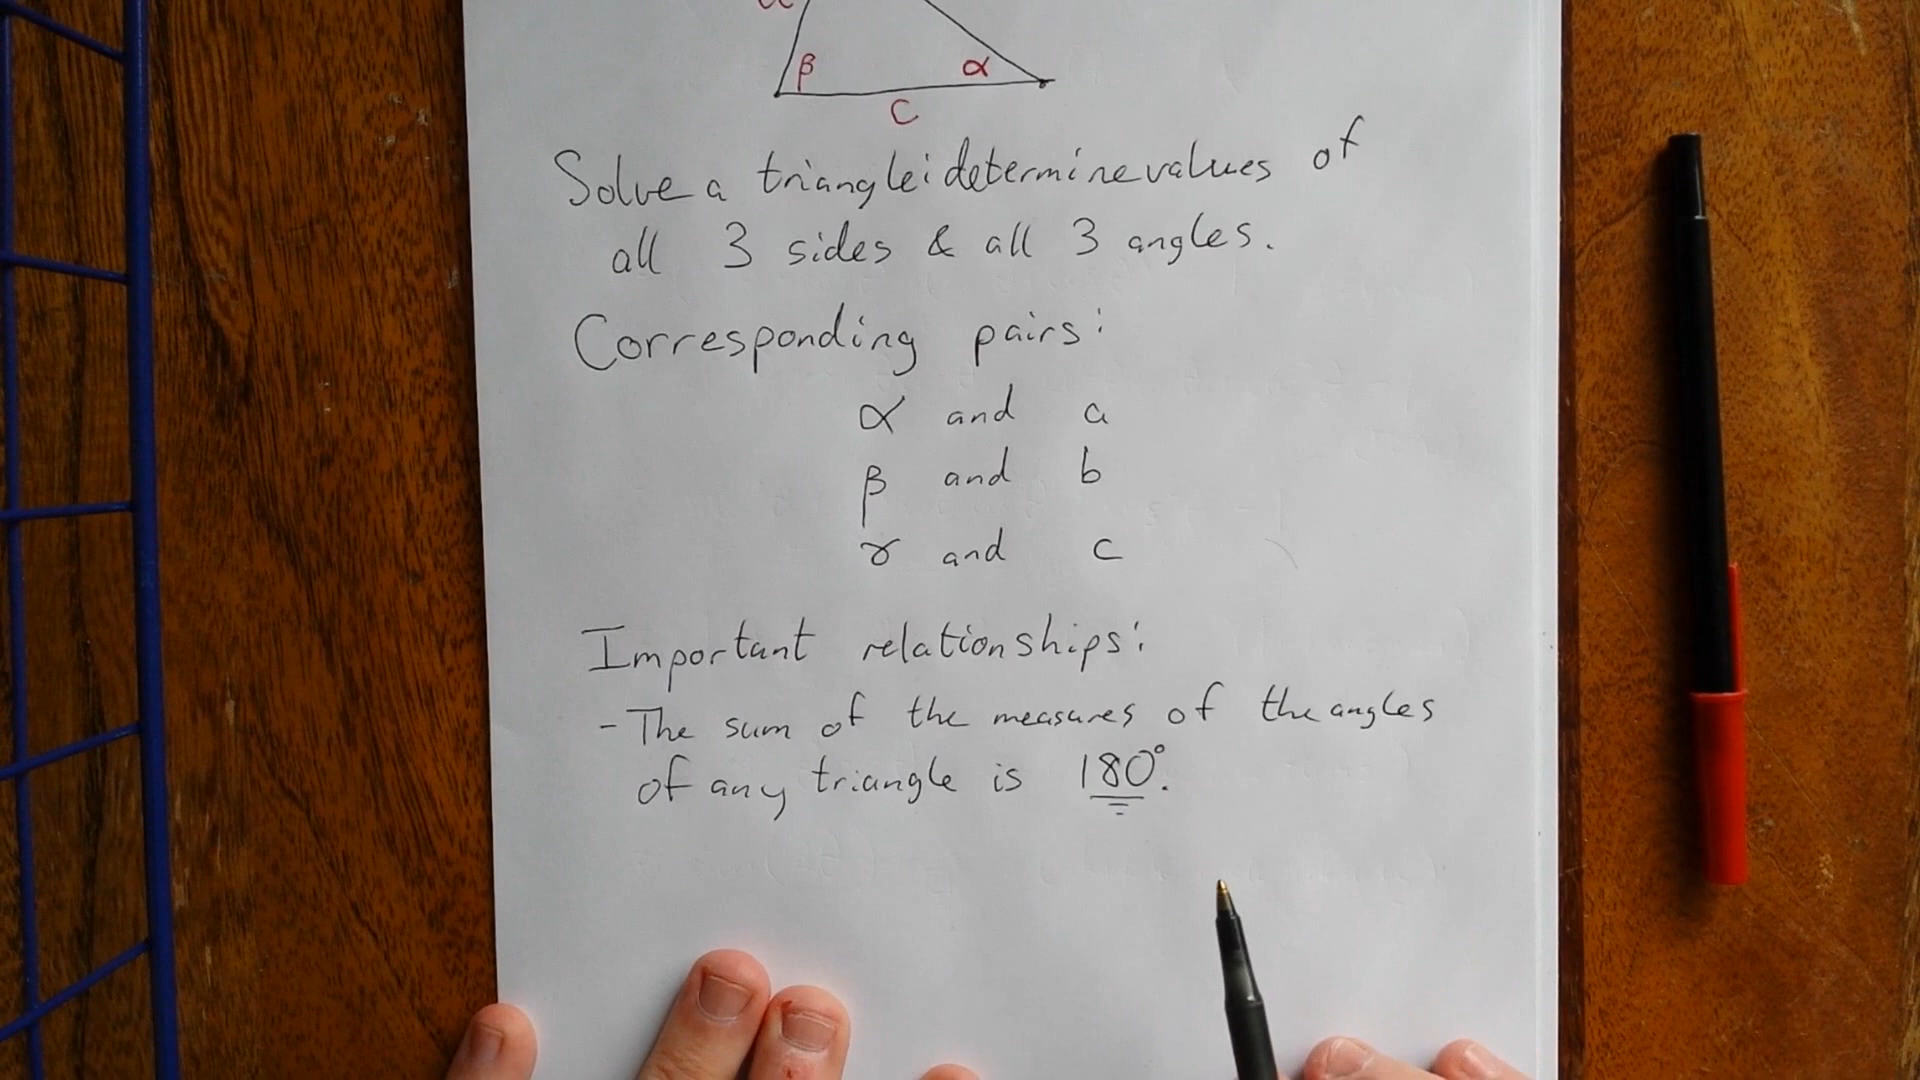 β α
c
Solve a triangle: determine values of
all 3 sides & all 3 angles.
Corresponding pairs:
α and a
β and b
γ and c
Important relationships:
- The sum of the measures of the angles
of any triangle is 180°.